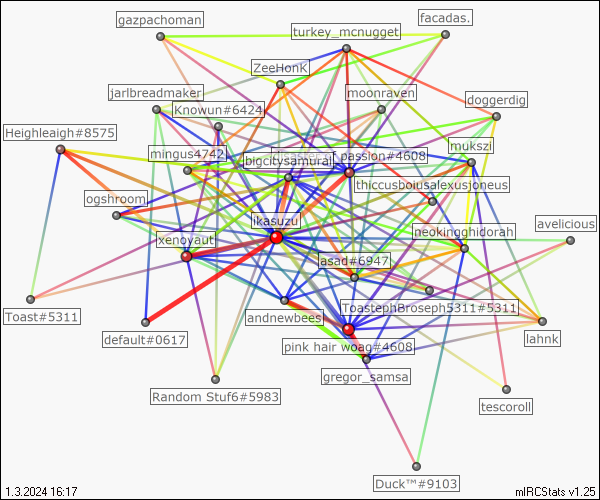 gazpachoman
facadas.
turkey_mcnugget
ZeeHonK
jarlbreadmaker
moonraven
Knowun#6424
doggerdig
Heighleaigh#8575
mukszi
mingus4742
passion#4608
bigcitysamurai
thiccusboiusalexusjoneus
ogshroom
ikasuzu
avelicious
xenoyaut
neokingghidorah
asad#6947
ToastephBroseph5311#5311
Toast#5311
andnewbees
default#0617
lahnk
pink hair woag#4608
gregor_samsa
Random Stuf6#5983
tescoroll
Duck™#9103
1.3.2024 16:17
mIRCStats v1.25